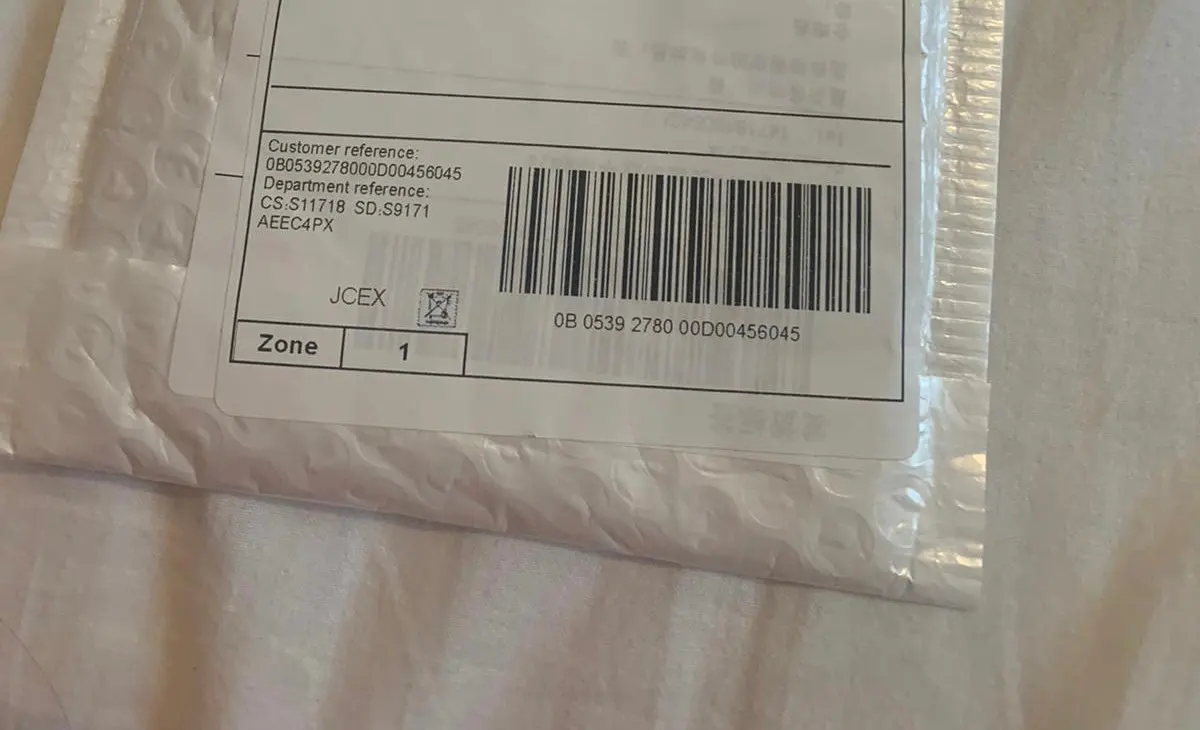 Customer reference:
0B0539278000D00456045
Department reference:
CS:S11718 SD:S9171
AEEC4PX
JCEX
0B 0539 2780 00D00456045
Zone 1